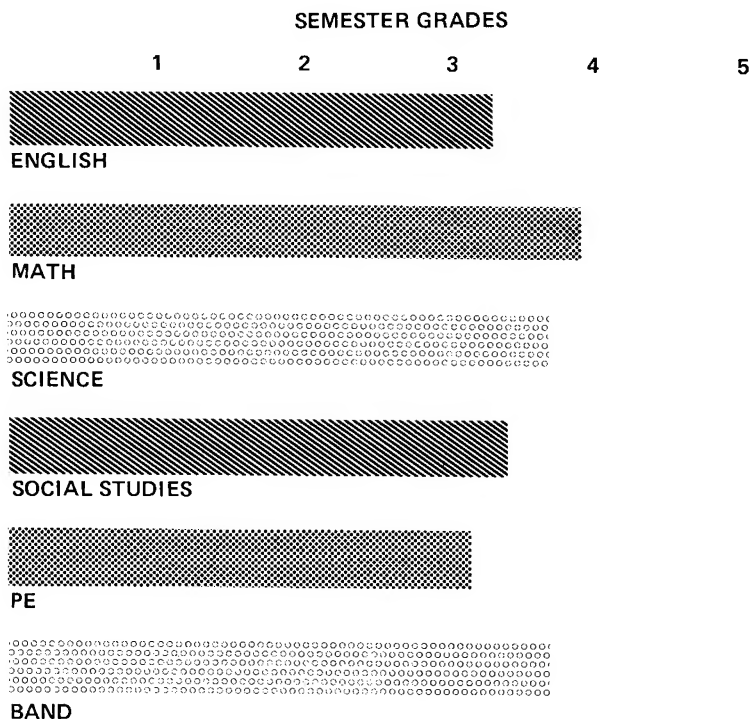 SEMESTER GRADES
1 2 3 4 5
ENGLISH
MATH
SCIENCE
SOCIAL STUDIES
PE
BAND